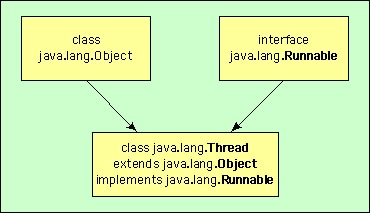 class
java.lang.Object
interface
java.lang.Runnable
class java.lang.Thread
extends java.lang.Object
implements java.lang.Runnable